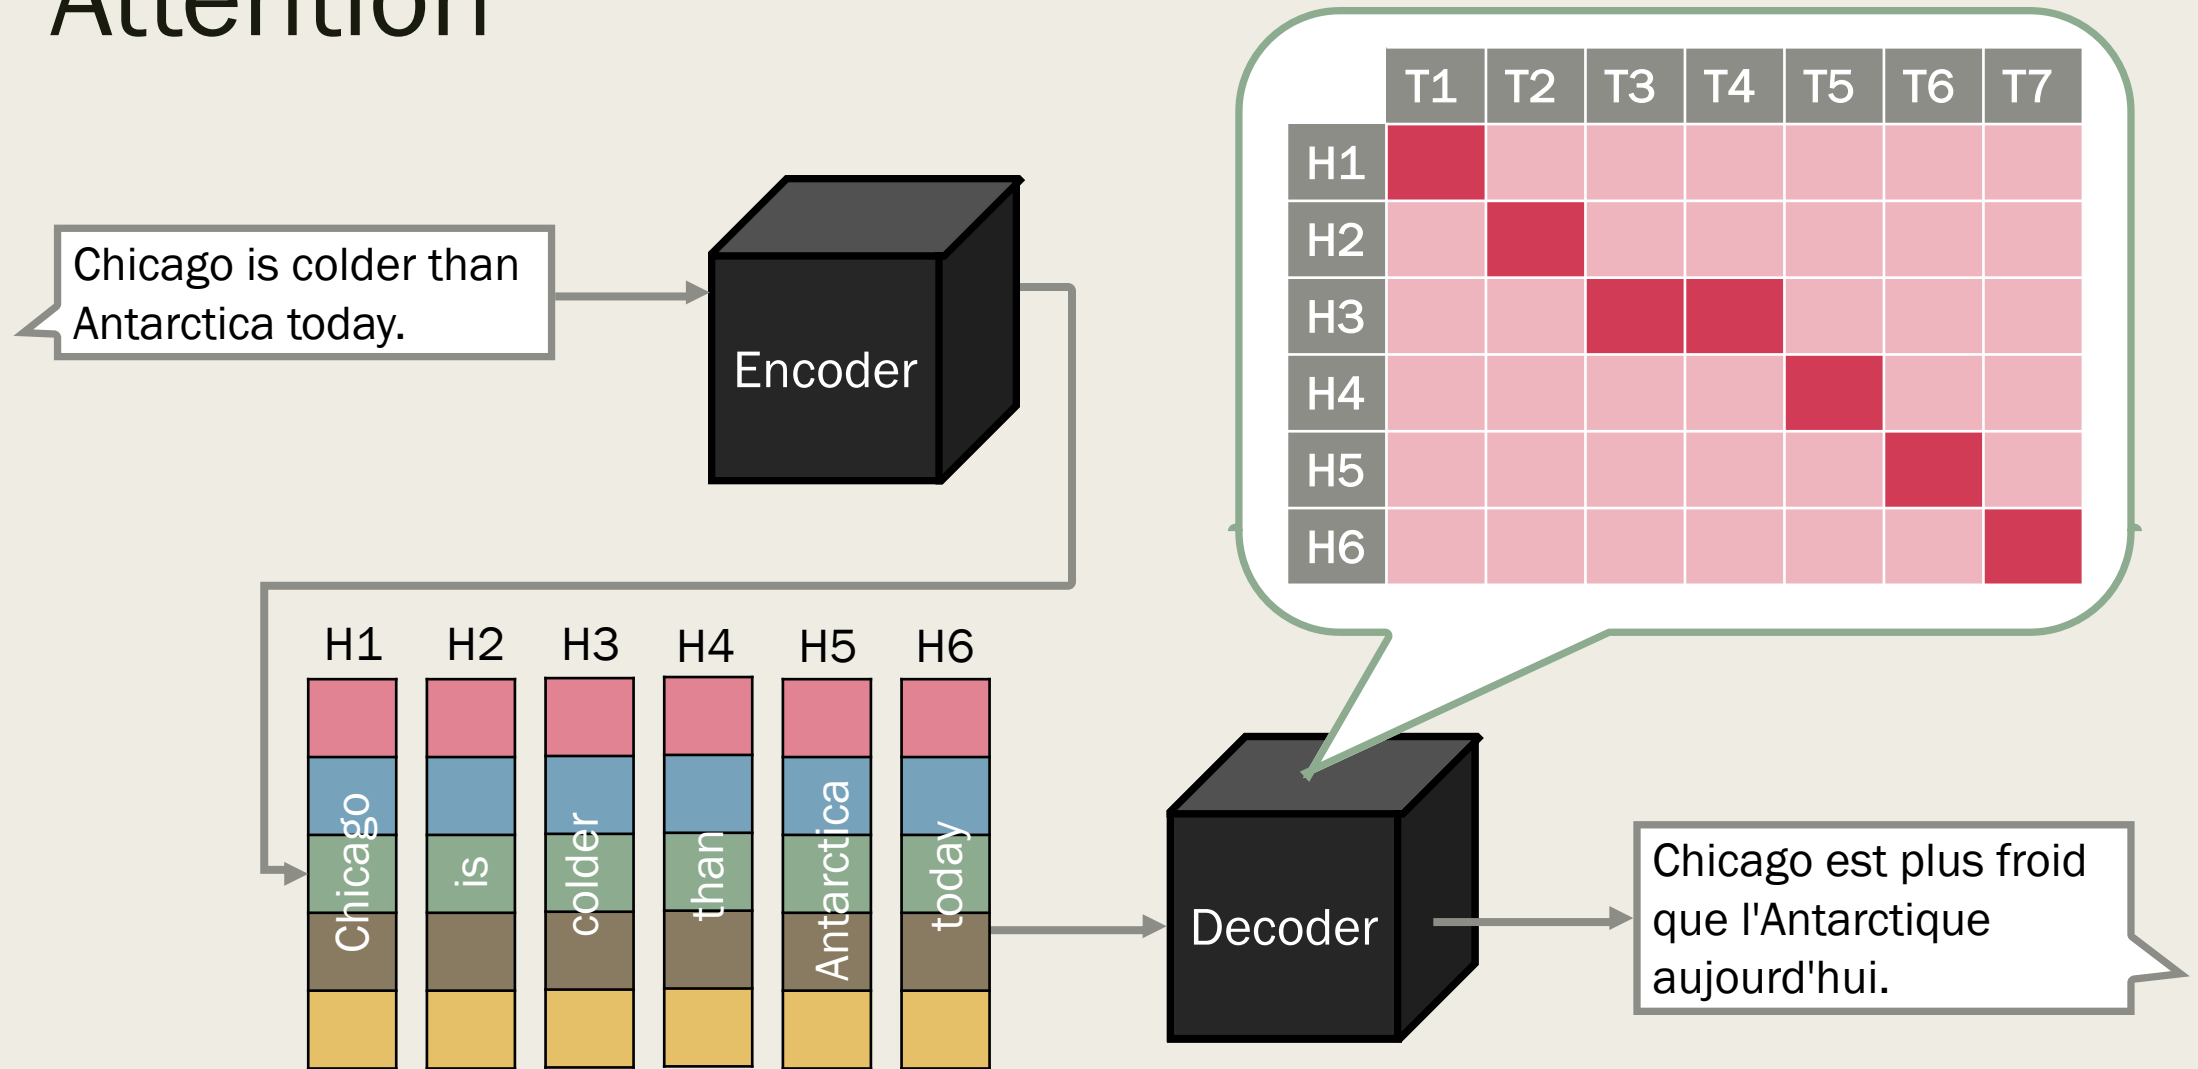 Attention
T1 T2 T3 T4 T5 T6 T7
H1
H2
H3
H4
H5
H6
Chicago is colder than
Antarctica today.
Encoder
H1 H2 H3 H4 H5 H6
Chicago
is
colder
than
Antarctica
today
Decoder
Chicago est plus froid
que l'Antarctique
aujourd'hui.